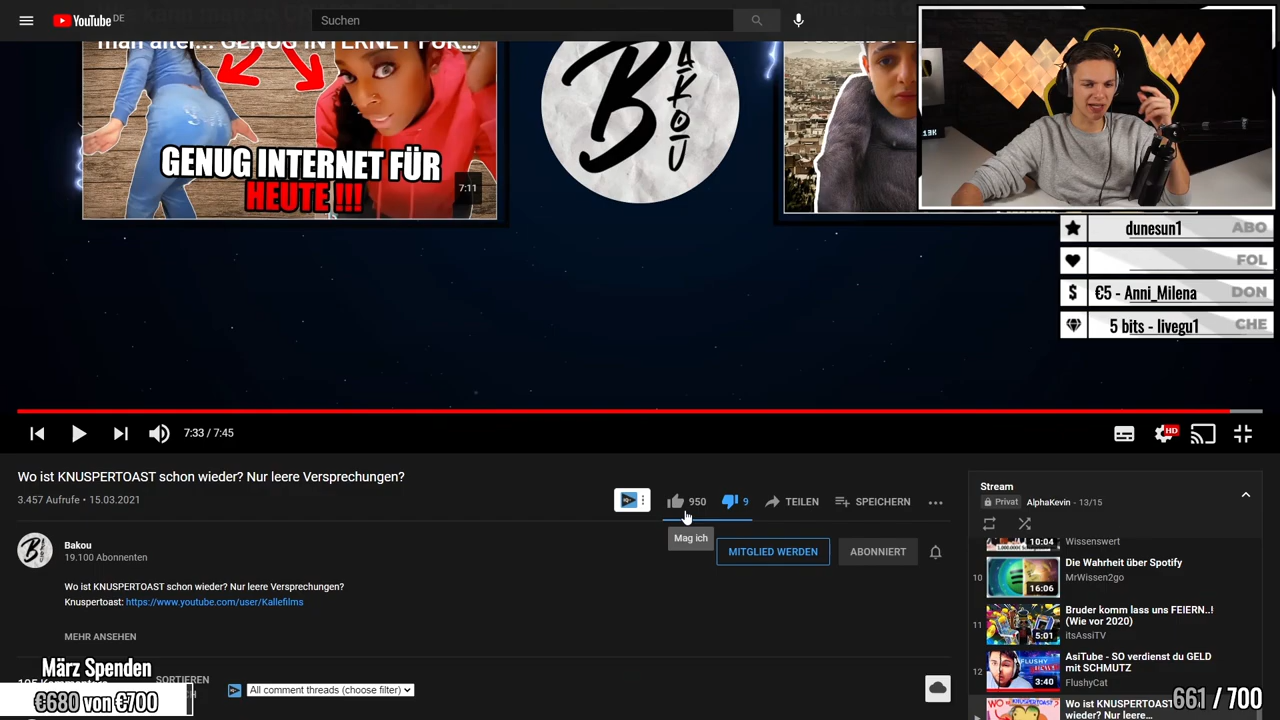 YouTube DE
Suchen
man alter... GENUG INTERNET FÜR...
GENUG INTERNET FÜR
HEUTE !!!
7:11
BAKOU
13K
dunesun1 ABO
FOL
€5 - Anni_Milena DON
5 bits - livegu1 CHE
7:33 / 7:45
HD
Wo ist KNUSPERTOAST schon wieder? Nur leere Versprechungen?
3.457 Aufrufe • 15.03.2021
950
9
TEILEN
SPEICHERN
Mag ich
Bakou
19.100 Abonnenten
MITGLIED WERDEN
ABONNIERT
Wo ist KNUSPERTOAST schon wieder? Nur leere Versprechungen?
Knuspertoast: https://www.youtube.com/user/Kallefilms
MEHR ANSEHEN
SORTIEREN
All comment threads (choose filter)
März Spenden
€680 von €700
Stream
Privat AlphaKevin - 13/15
10:04
Wissenswert
10
16:06
Die Wahrheit über Spotify
MrWissen2go
11
5:01
Bruder komm lass uns FEIERN..!
(Wie vor 2020)
itsAssiTV
12
FLUSHY
3:40
AsiTube - SO verdienst du GELD
mit SCHMUTZ
FlushyCat
Wo ist KNUSPERTOAST
wieder? Nur leere...
661 / 700